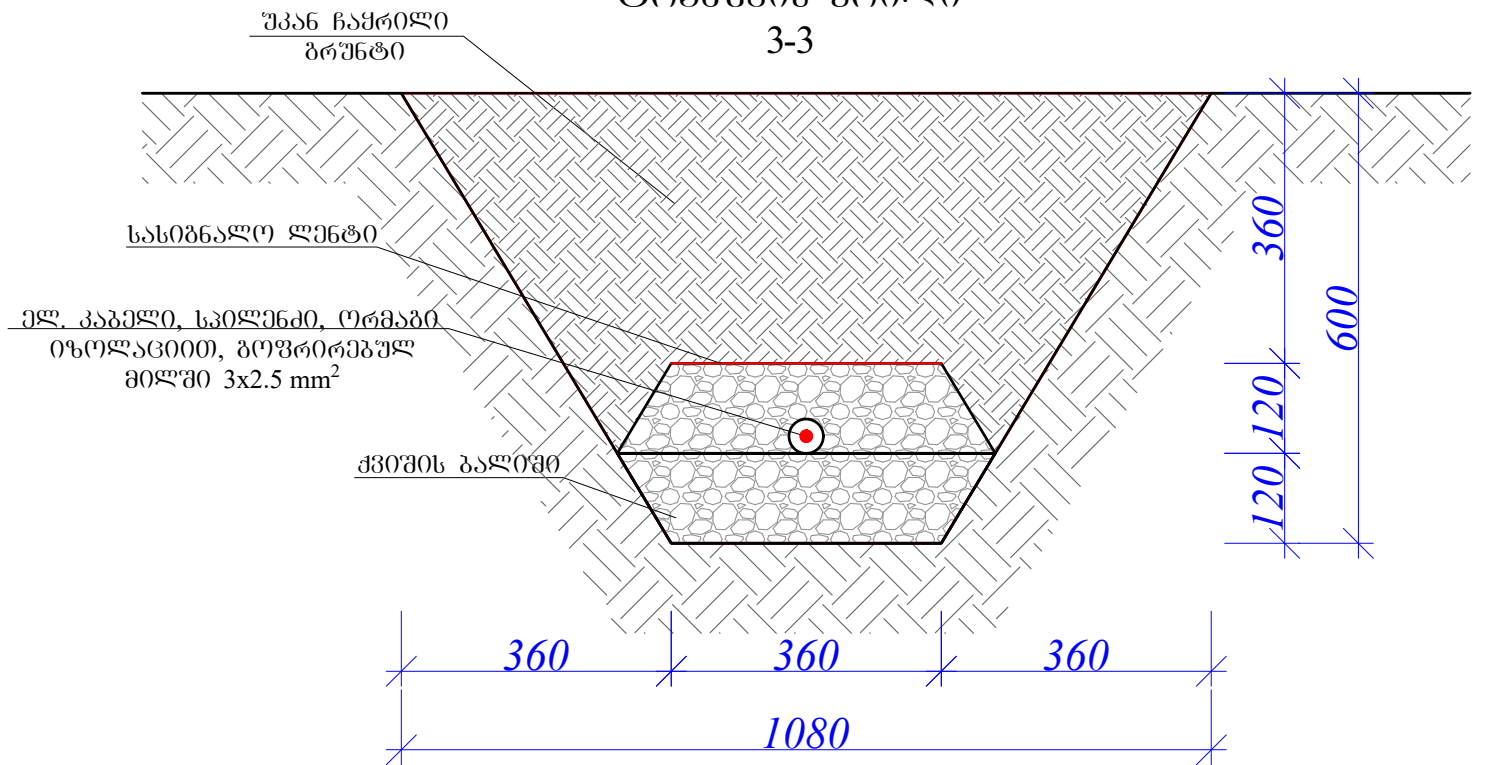 3-3
უკან ჩაყრილი
გრუნტი
სასიგნალო ლენტი
ელ. კაბელი, სპილენძი, ორმაგი
იზოლაციით, გოფრირებულ
მილში 3x2.5 mm²
ქვიშის ბალიში
360
120
120
600
360
360
360
1080